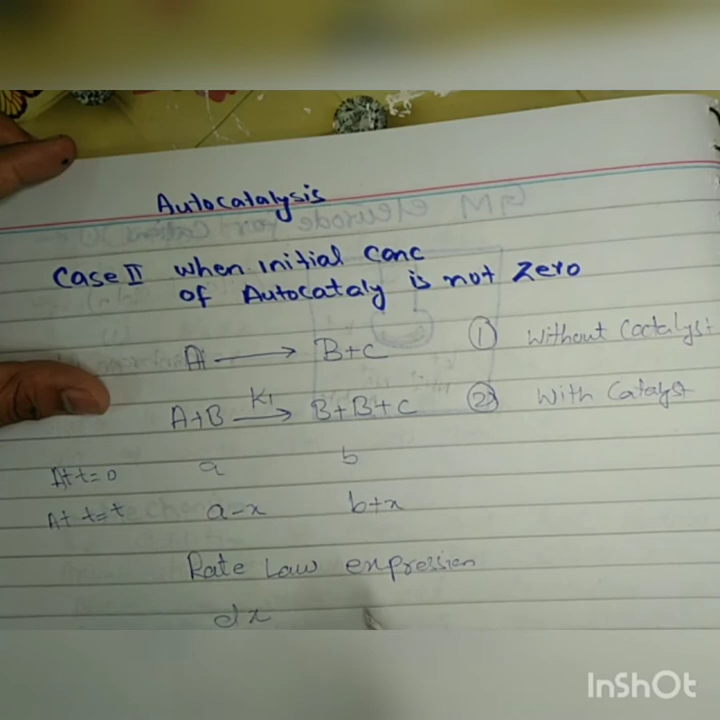 Autocatalysis
Case II when initial conc
of Autocataly is not zero
A ⟶ B+C ① Without Coctalyst
A+B —K1→ B+B+C ② With Catalyst
At t=0 a b
At t=t a-x b+x
Rate Law expression
dx
InShOt